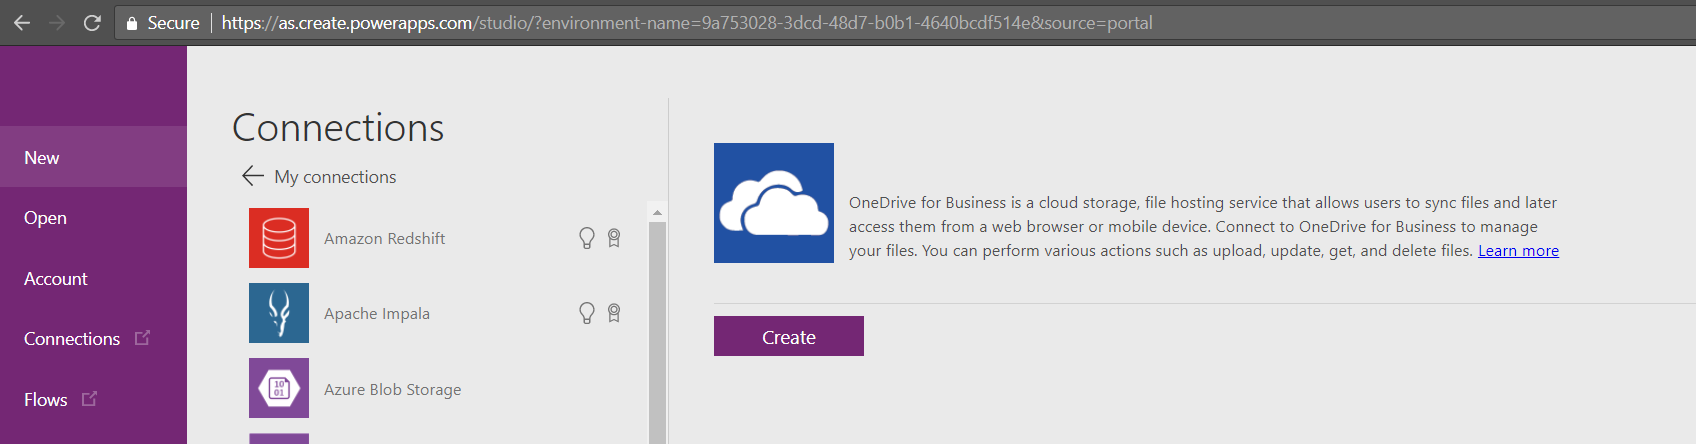 Secure
https://as.create.powerapps.com/studio/?environment-name=9a753028-3dcd-48d7-b0b1-4640bcdf514e&source=portal
New
Open
Account
Connections
Flows
Connections
My connections
Amazon Redshift
Apache Impala
10
01
Azure Blob Storage
OneDrive for Business is a cloud storage, file hosting service that allows users to sync files and later
access them from a web browser or mobile device. Connect to OneDrive for Business to manage
your files. You can perform various actions such as upload, update, get, and delete files. Learn more
Create